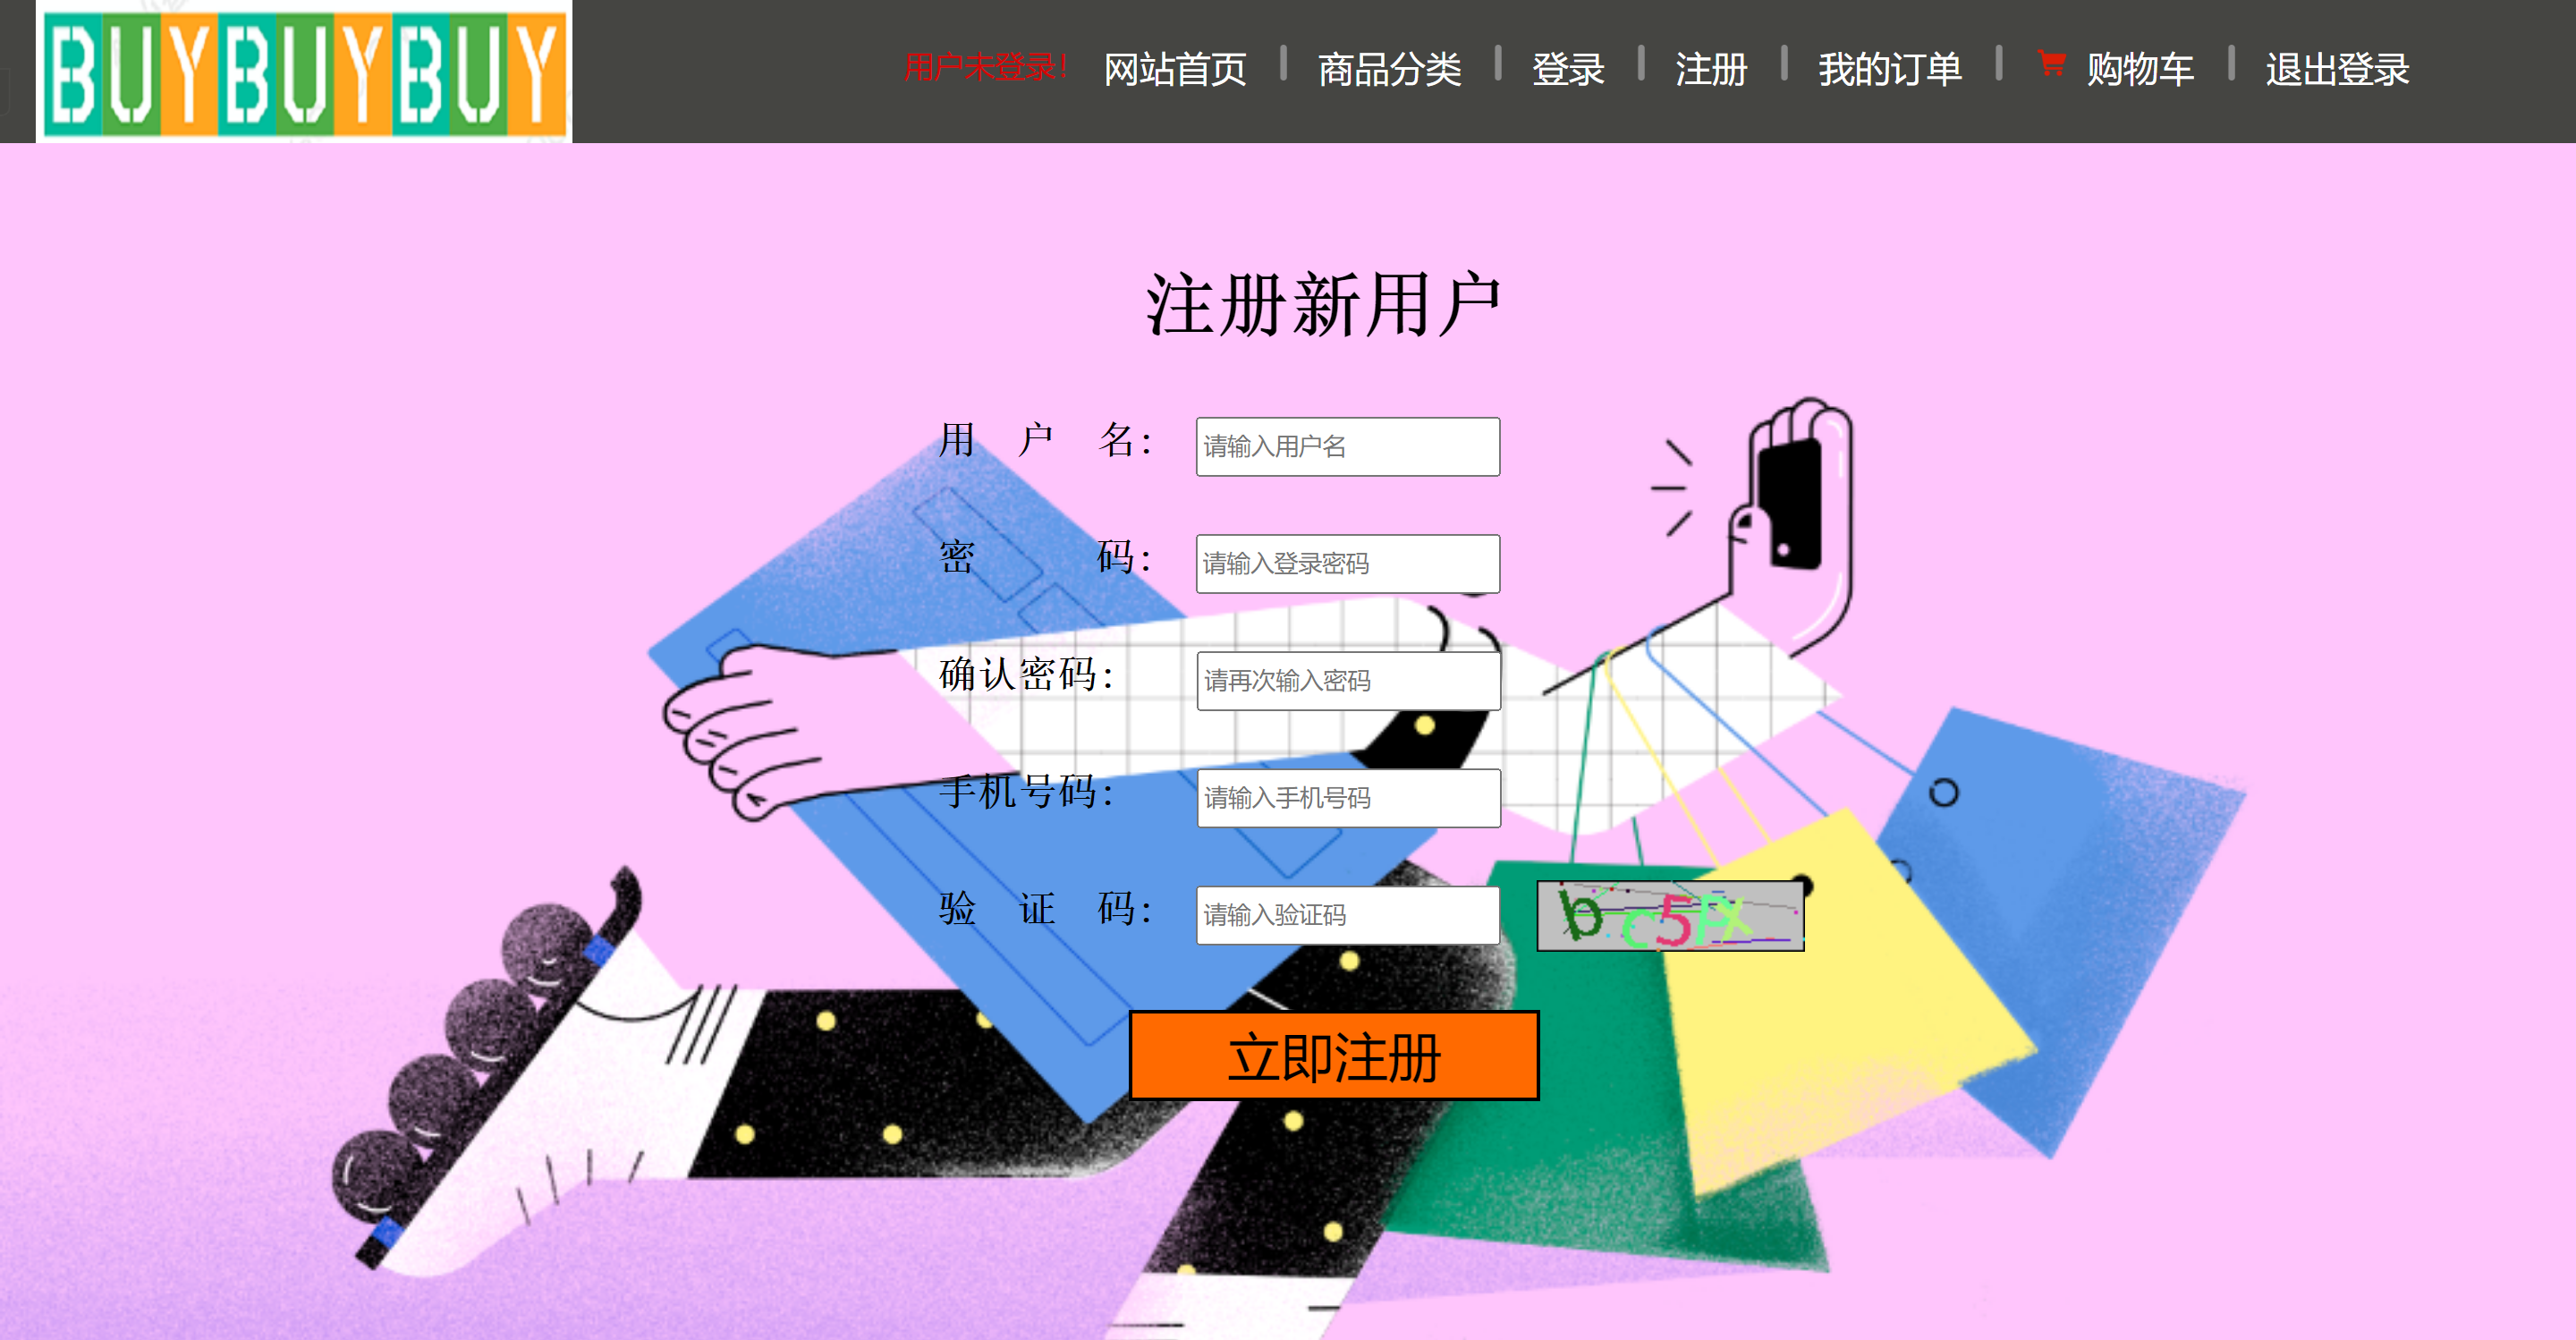 BUYBUYBUY
用户未登录! 网站首页 商品分类 登录 注册 我的订单 购物车 退出登录
注册新用户
用 户 名: 请输入用户名
密 码: 请输入登录密码
确认密码: 请再次输入密码
手机号码: 请输入手机号码
验 证 码: 请输入验证码
立即注册